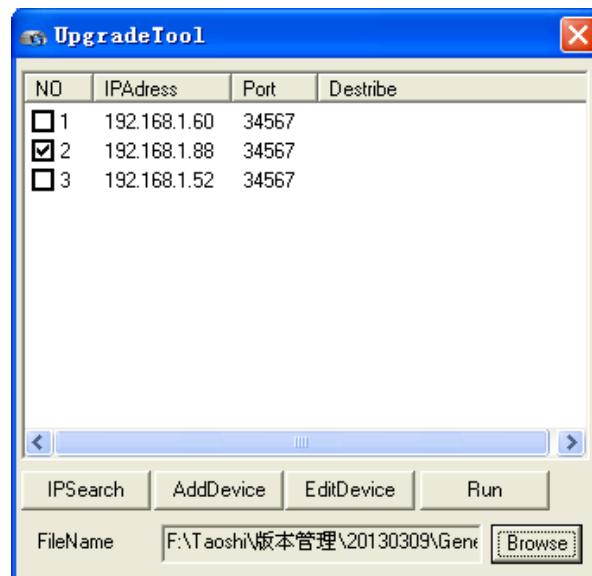 UpgradeTool
NO IPAdress Port Destribe
1 192.168.1.60 34567
2 192.168.1.88 34567
3 192.168.1.52 34567
IPSearch AddDevice EditDevice Run
FileName F:\Taoshi\版本管理\20130309\Gene Browse